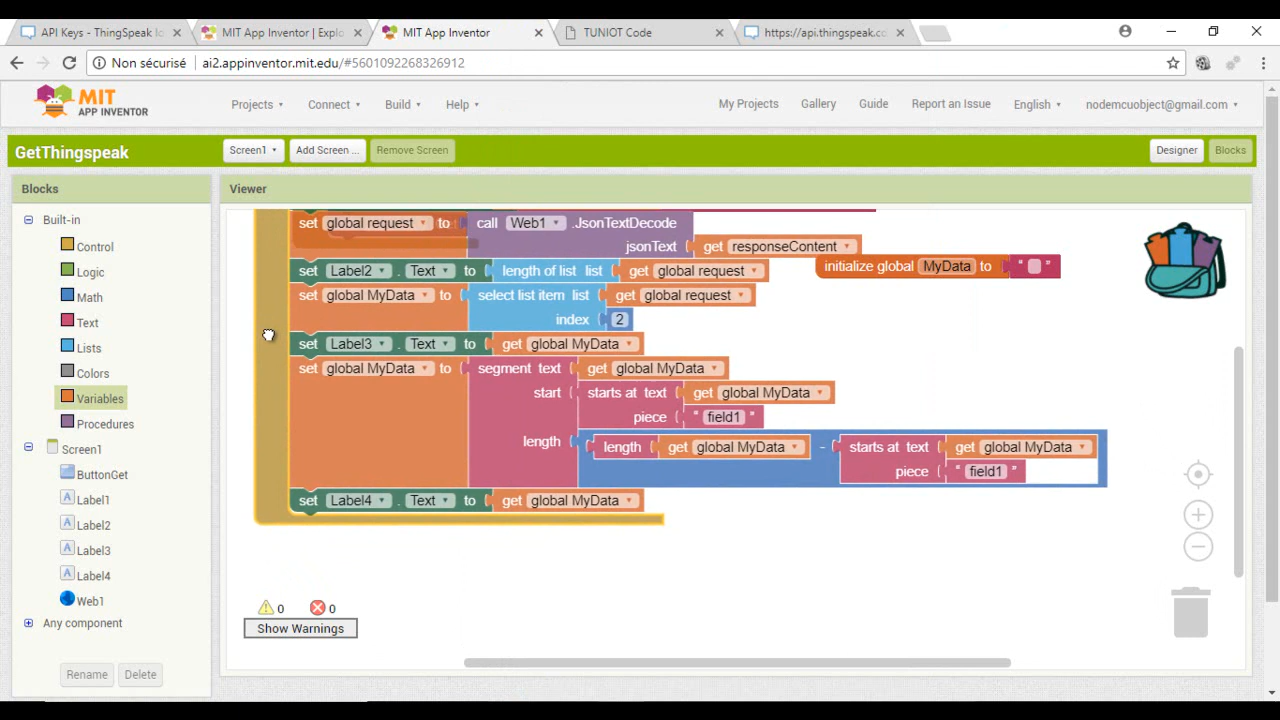 API Keys - ThingSpeak Io
MIT App Inventor | Explo
MIT App Inventor
TUNIOT Code
https://api.thingspeak.co
Non sécurisé
ai2.appinventor.mit.edu/#5601092268326912
MIT
APP INVENTOR
Projects
Connect
Build
Help
My Projects
Gallery
Guide
Report an Issue
English
nodemcuobject@gmail.com
GetThingspeak
Screen1
Add Screen ...
Remove Screen
Designer
Blocks
Blocks
Viewer
Built-in
Control
Logic
Math
Text
Lists
Colors
Variables
Procedures
Screen1
ButtonGet
Label1
Label2
Label3
Label4
Web1
Any component
Rename
Delete
set global request to call Web1 .JsonTextDecode
jsonText get responseContent
initialize global MyData to " "
set Label2 . Text to length of list list get global request
set global MyData to select list item list get global request
index 2
set Label3 . Text to get global MyData
set global MyData to segment text get global MyData
start starts at text get global MyData
piece " field1 "
length length get global MyData - starts at text get global MyData
piece " field1 "
set Label4 . Text to get global MyData
0 0
Show Warnings